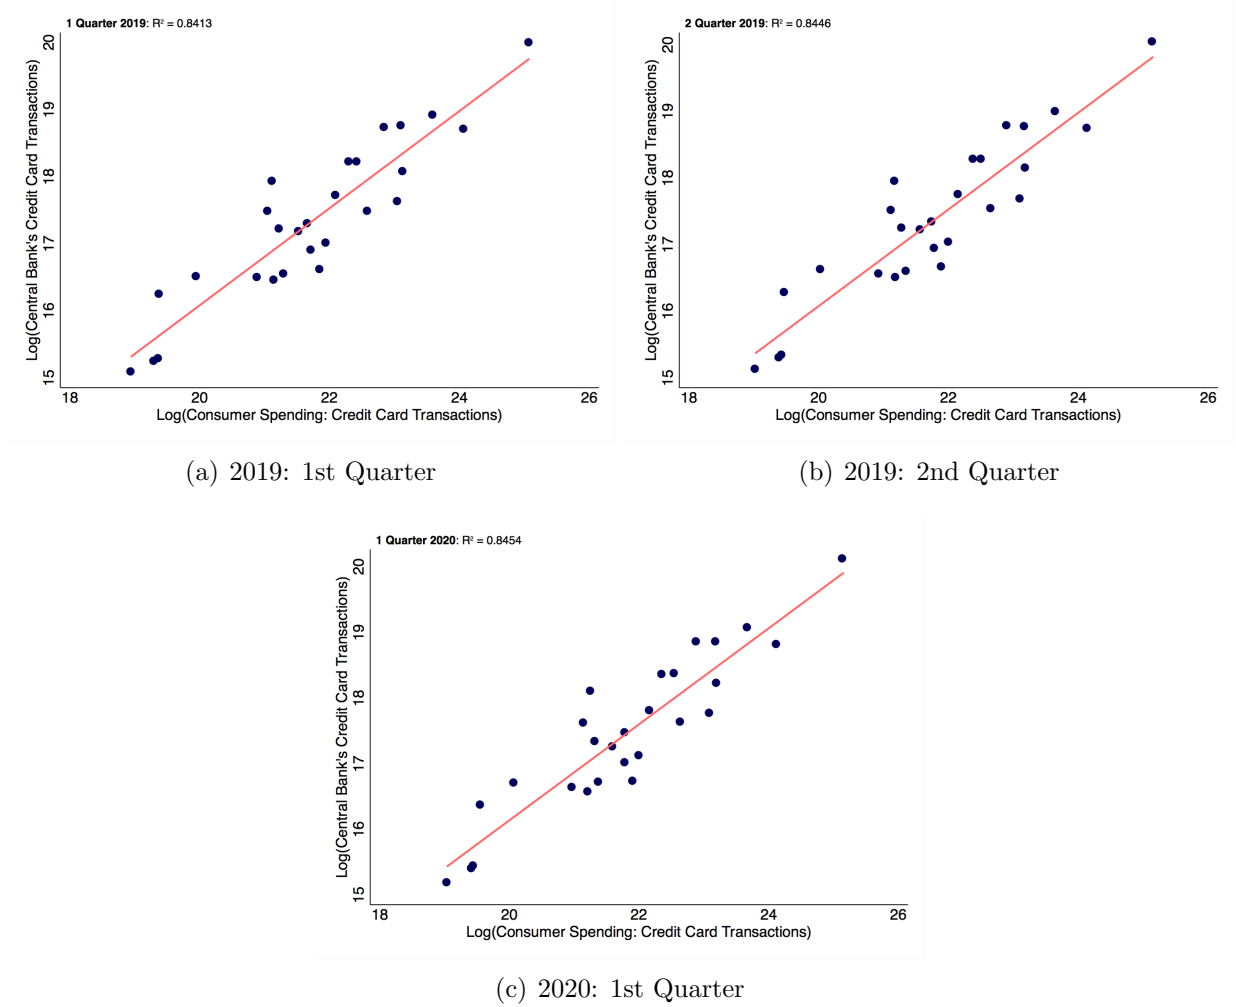 1 Quarter 2019: R² = 0.8413
Log(Central Bank's Credit Card Transactions)
20
19
18
17
16
15
18 20 22 24 26
Log(Consumer Spending: Credit Card Transactions)
(a) 2019: 1st Quarter
2 Quarter 2019: R² = 0.8446
Log(Central Bank's Credit Card Transactions)
20
19
18
17
16
15
18 20 22 24 26
Log(Consumer Spending: Credit Card Transactions)
(b) 2019: 2nd Quarter
1 Quarter 2020: R² = 0.8454
Log(Central Bank's Credit Card Transactions)
20
19
18
17
16
15
18 20 22 24 26
Log(Consumer Spending: Credit Card Transactions)
(c) 2020: 1st Quarter